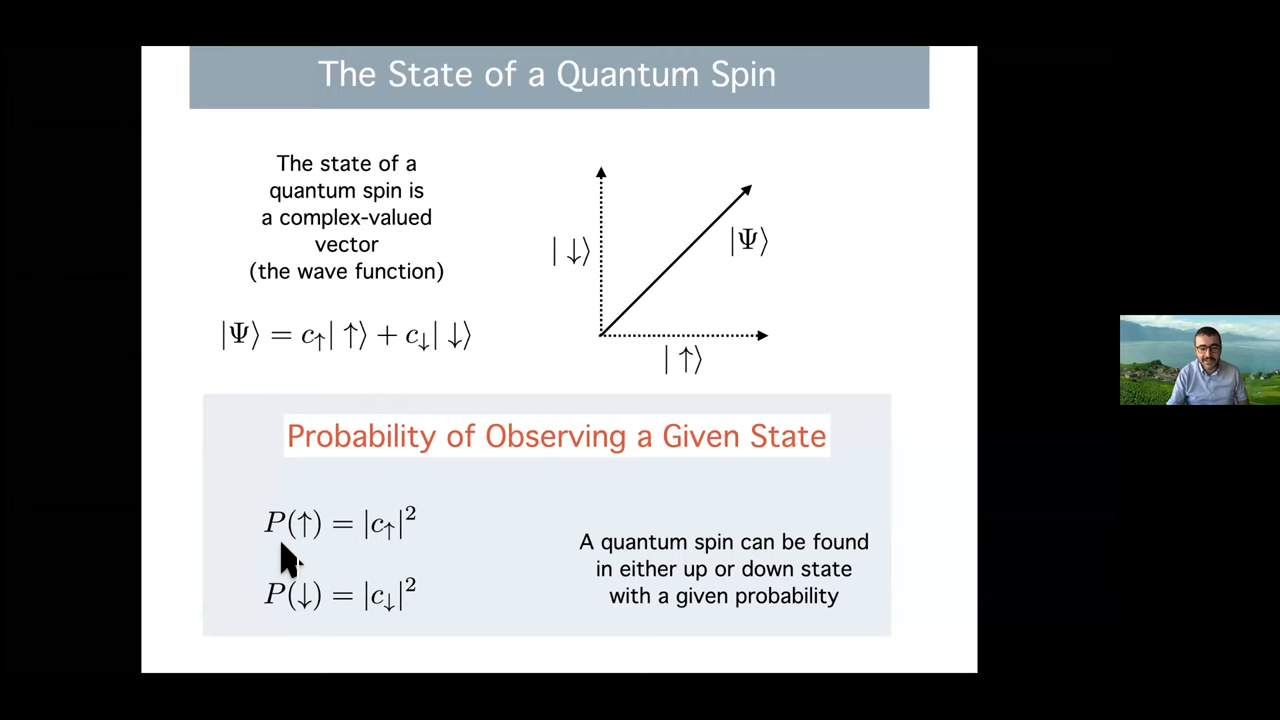 The State of a Quantum Spin
The state of a
quantum spin is
a complex-valued
vector
(the wave function)
|Ψ⟩ = c↑| ↑⟩ + c↓| ↓⟩
| ↓⟩
|Ψ⟩
| ↑⟩
Probability of Observing a Given State
P(↑) = |c↑|²
P(↓) = |c↓|²
A quantum spin can be found
in either up or down state
with a given probability